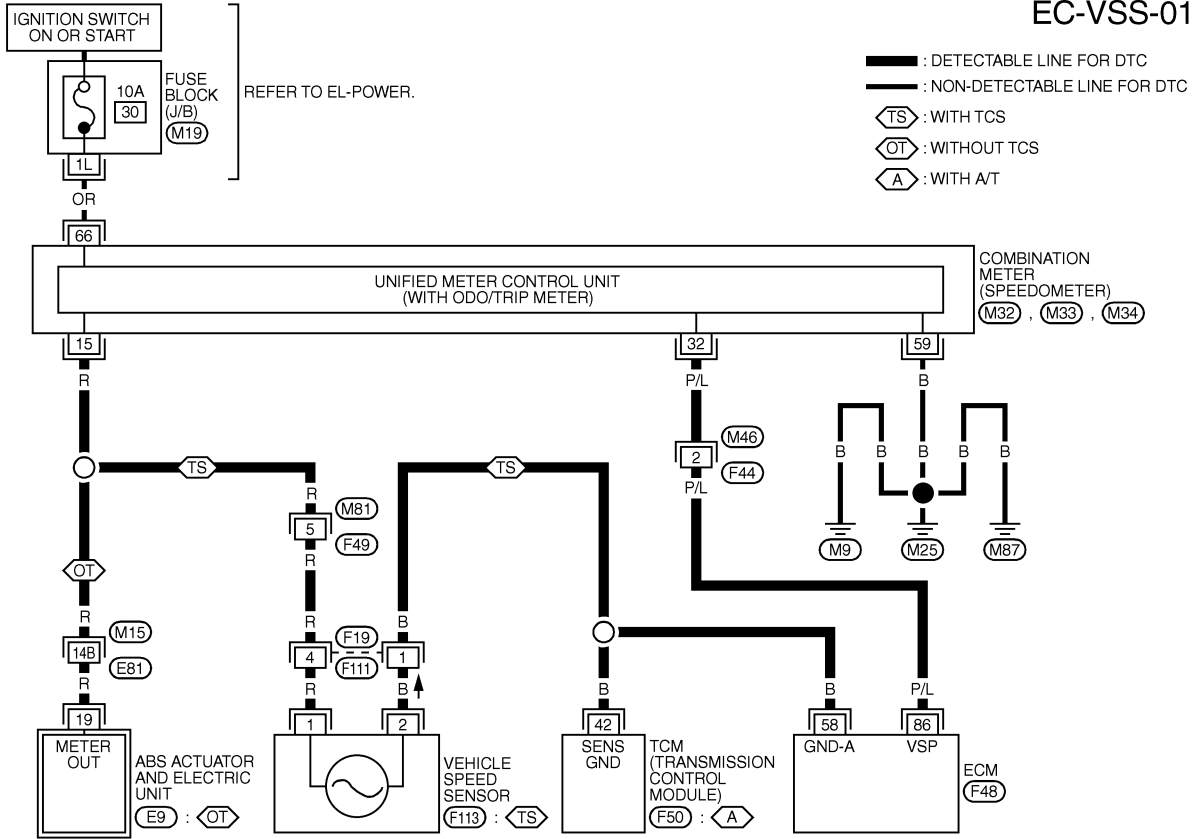 EC-VSS-01
IGNITION SWITCH
ON OR START
10A
30
FUSE
BLOCK
(J/B)
M19
REFER TO EL-POWER.
: DETECTABLE LINE FOR DTC
: NON-DETECTABLE LINE FOR DTC
TS : WITH TCS
OT : WITHOUT TCS
A : WITH A/T
1L
OR
66
UNIFIED METER CONTROL UNIT
(WITH ODO/TRIP METER)
COMBINATION
METER
(SPEEDOMETER)
M32 , M33 , M34
15
32
59
R
P/L
B
M46
2
F44
P/L
B B B B B
M9
M25
M87
TS
TS
R
M81
5
F49
R
OT
R
M15
14B
E81
R
R
B
F19
4
1
F111
R
B
B
B
P/L
19
1
2
42
58
86
METER
OUT
ABS ACTUATOR
AND ELECTRIC
UNIT
E9 : OT
VEHICLE
SPEED
SENSOR
F113 : TS
SENS
GND
TCM
(TRANSMISSION
CONTROL
MODULE)
F50 : A
GND-A
VSP
ECM
F48